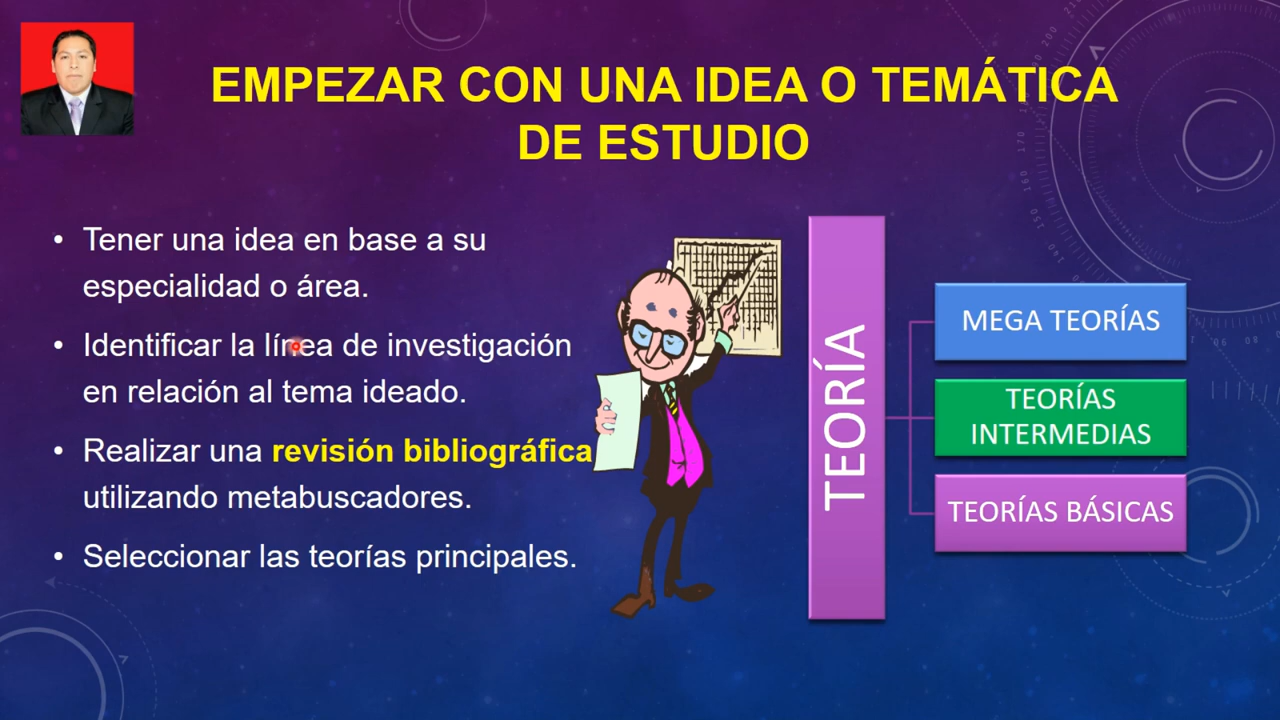 EMPEZAR CON UNA IDEA O TEMÁTICA
DE ESTUDIO
• Tener una idea en base a su
especialidad o área.
• Identificar la línea de investigación
en relación al tema ideado.
• Realizar una revisión bibliográfica
utilizando metabuscadores.
• Seleccionar las teorías principales.
TEORÍA
MEGA TEORÍAS
TEORÍAS
INTERMEDIAS
TEORÍAS BÁSICAS